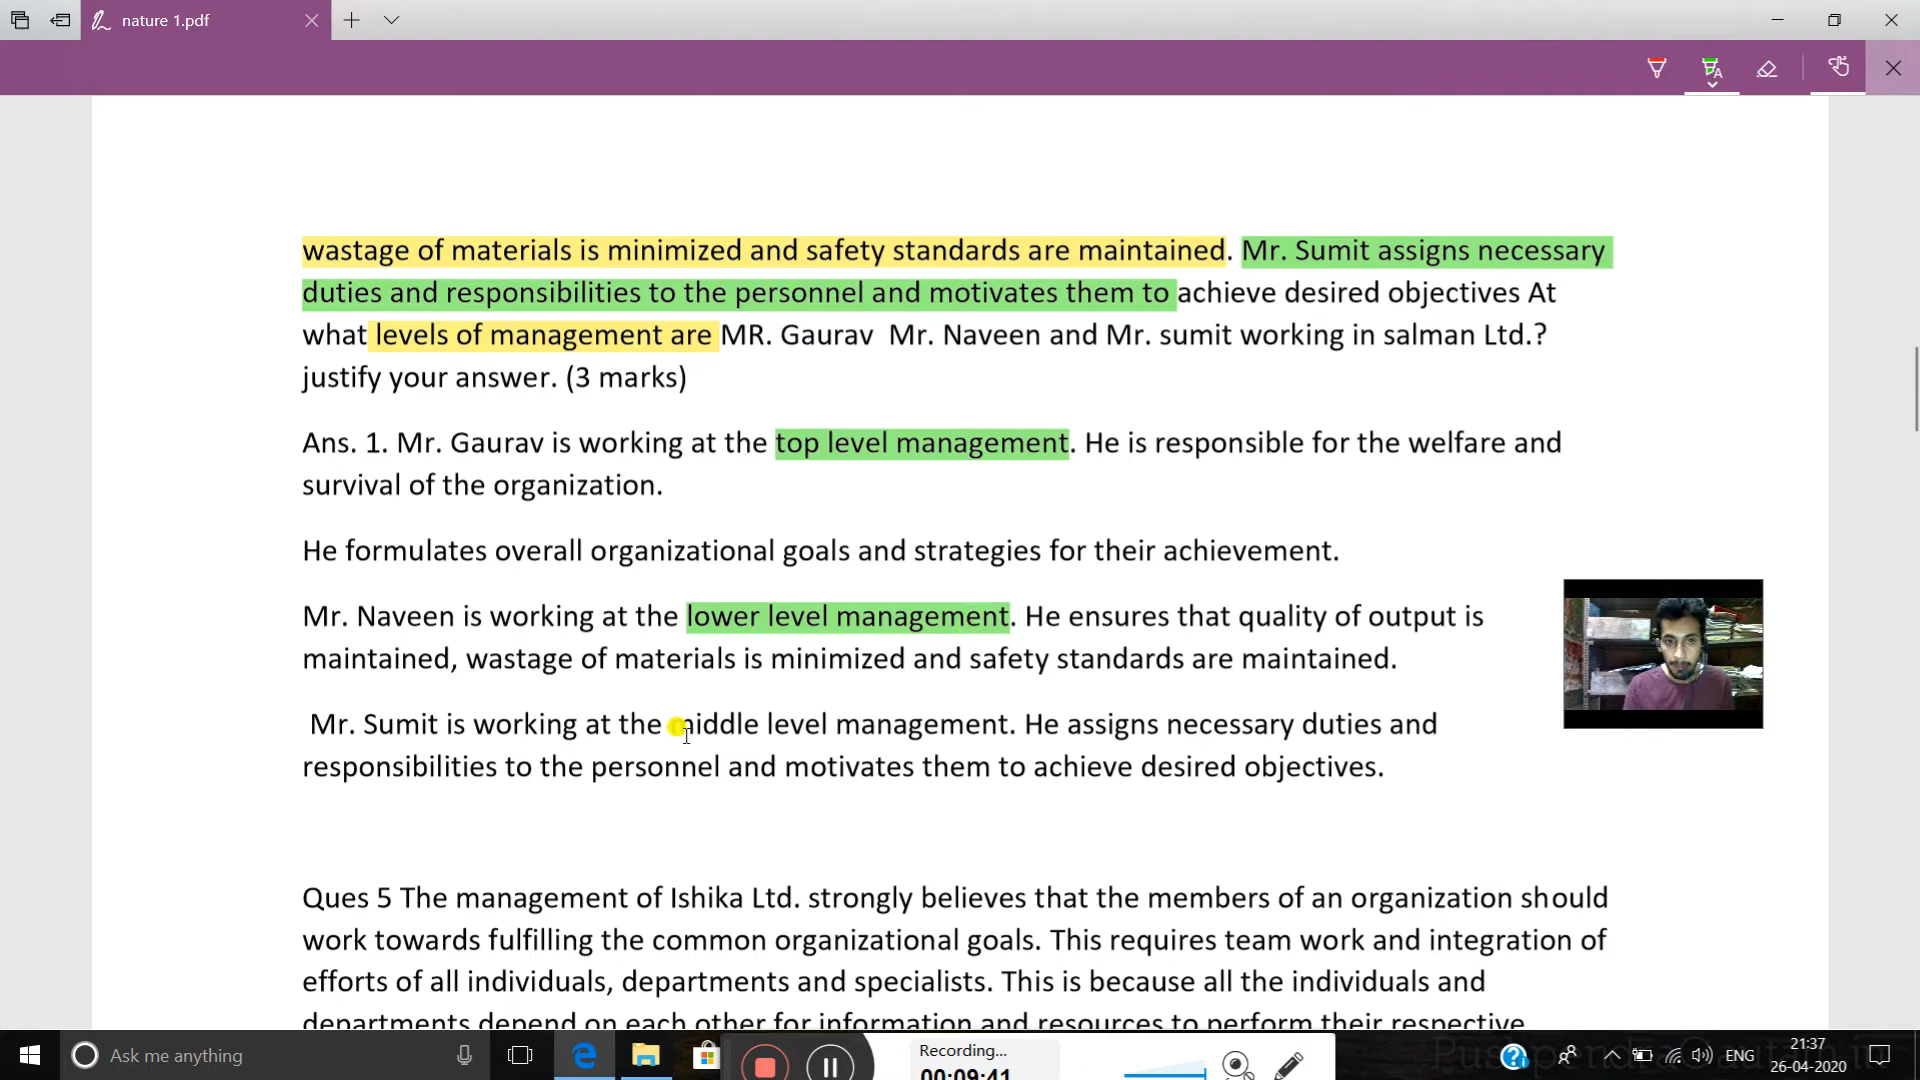 nature 1.pdf
wastage of materials is minimized and safety standards are maintained. Mr. Sumit assigns necessary
duties and responsibilities to the personnel and motivates them to achieve desired objectives At
what levels of management are MR. Gaurav  Mr. Naveen and Mr. sumit working in salman Ltd.?
justify your answer. (3 marks)
Ans. 1. Mr. Gaurav is working at the top level management. He is responsible for the welfare and
survival of the organization.
He formulates overall organizational goals and strategies for their achievement.
Mr. Naveen is working at the lower level management. He ensures that quality of output is
maintained, wastage of materials is minimized and safety standards are maintained.
Mr. Sumit is working at the middle level management. He assigns necessary duties and
responsibilities to the personnel and motivates them to achieve desired objectives.
Ques 5 The management of Ishika Ltd. strongly believes that the members of an organization should
work towards fulfilling the common organizational goals. This requires team work and integration of
efforts of all individuals, departments and specialists. This is because all the individuals and
departments depend on each other for information and resources to perform their respective
Ask me anything
Recording...
00:09:41
ENG
21:37
26-04-2020